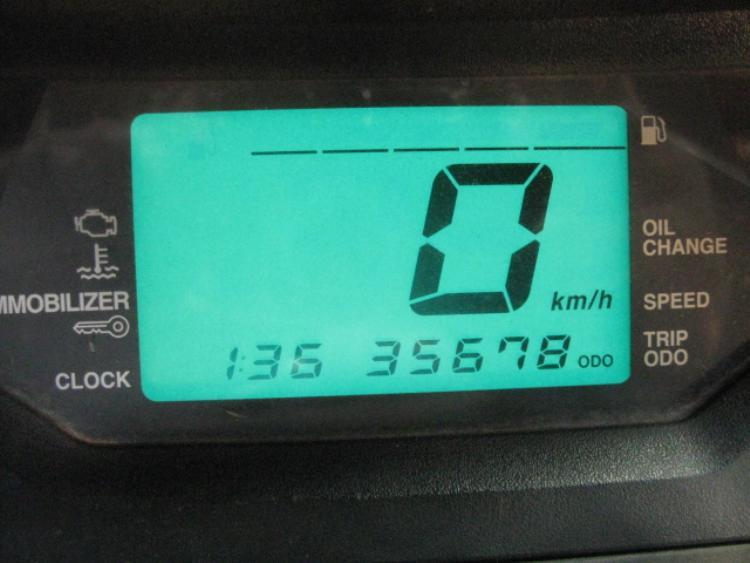 0
km/h
1:36 35678 ODO
MMOBILIZER
CLOCK
OIL
CHANGE
SPEED
TRIP
ODO